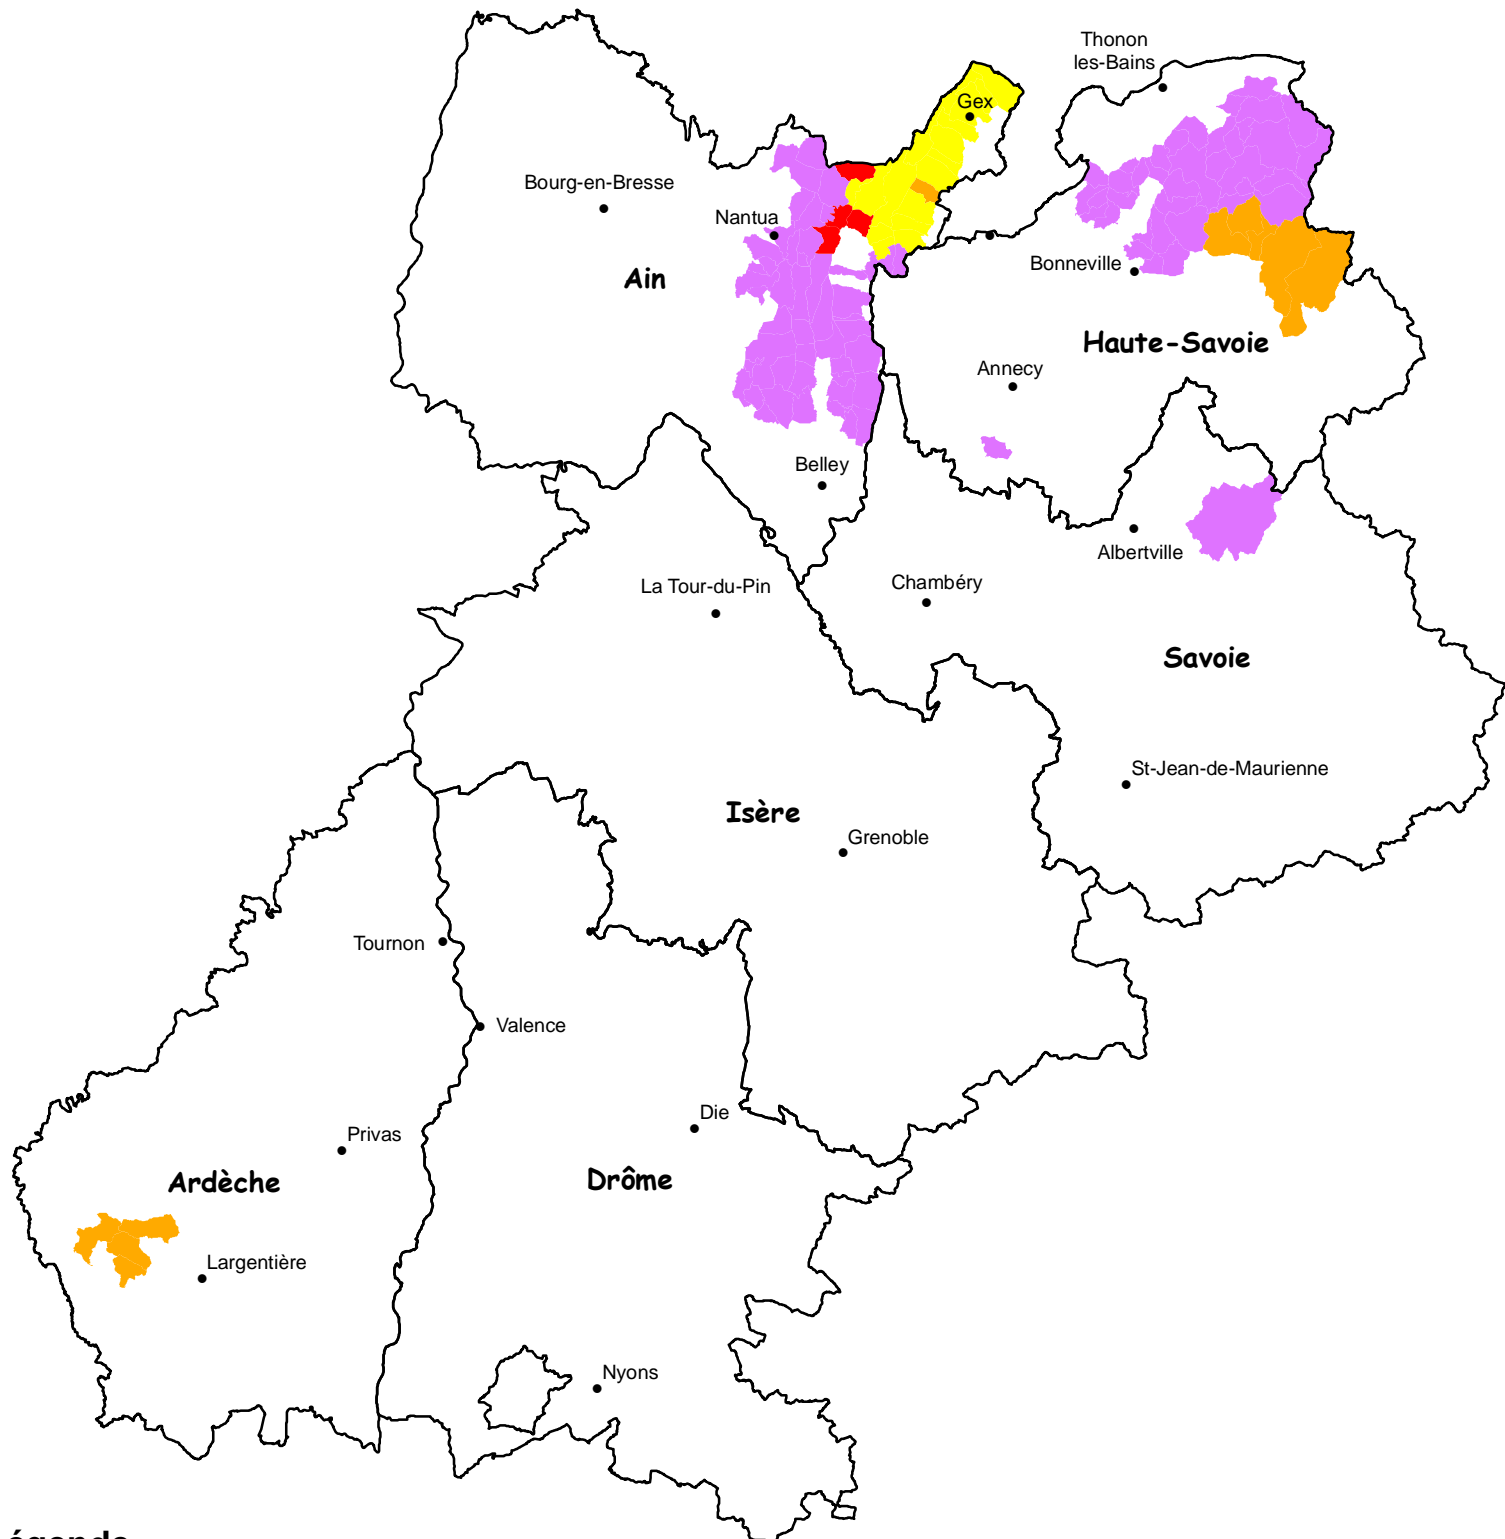 Thonon
les-Bains
Gex
Bourg-en-Bresse
Nantua
Bonneville
Ain
Haute-Savoie
Annecy
Belley
Albertville
La Tour-du-Pin
Chambéry
Savoie
St-Jean-de-Maurienne
Isère
Grenoble
Tournon
Valence
Die
Privas
Ardèche
Drôme
Largentière
Nyons